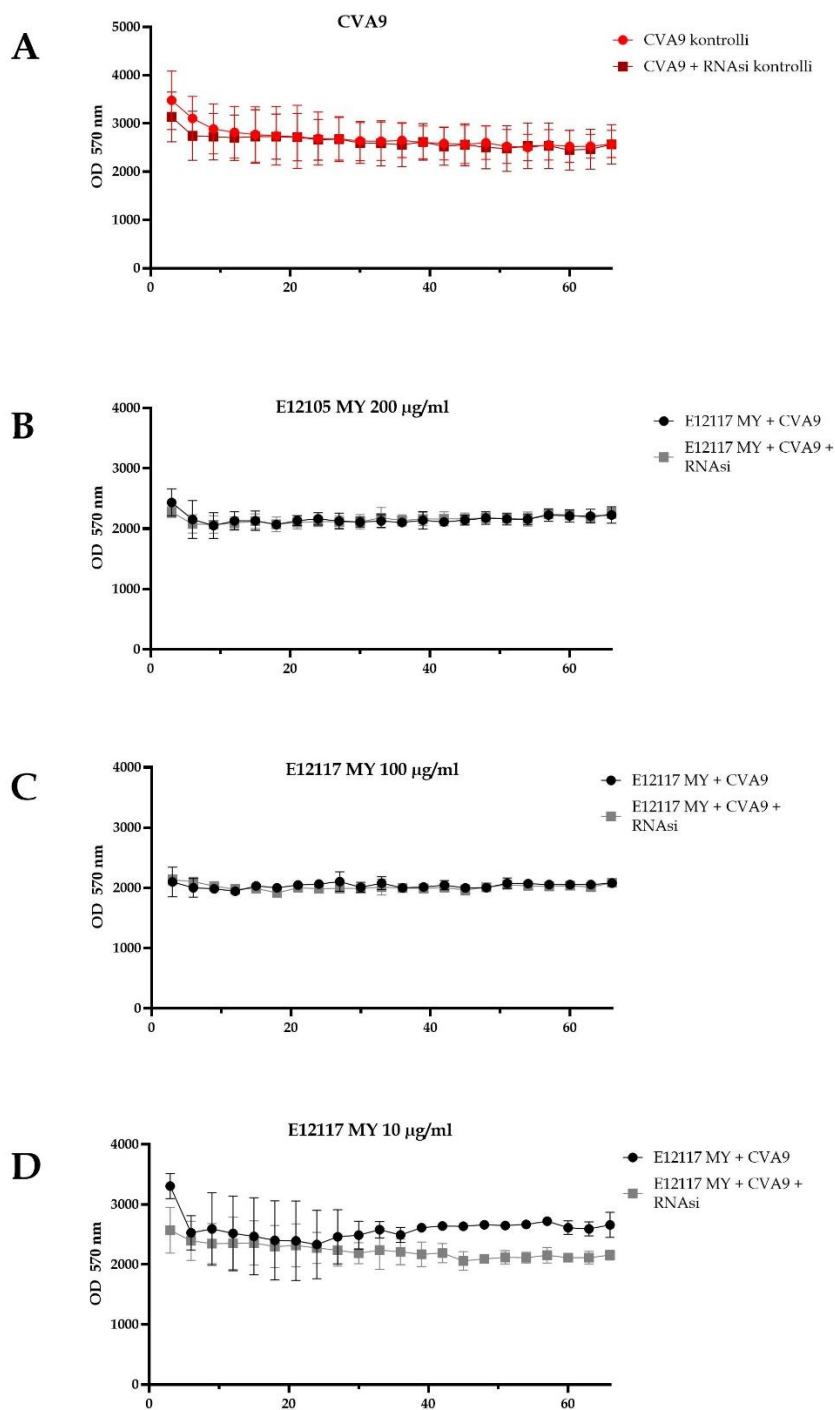 A
CVA9
5000
4000
3000
2000
1000
0
OD 570 nm
0
20
40
60
CVA9 kontrolli
CVA9 + RNAsi kontrolli
B
E12105 MY 200 µg/ml
4000
3000
2000
1000
0
OD 570 nm
0
20
40
60
E12117 MY + CVA9
E12117 MY + CVA9 +
RNAsi
C
E12117 MY 100 µg/ml
4000
3000
2000
1000
0
OD 570 nm
0
20
40
60
E12117 MY + CVA9
E12117 MY + CVA9 +
RNAsi
D
E12117 MY 10 µg/ml
4000
3000
2000
1000
0
OD 570 nm
0
20
40
60
E12117 MY + CVA9
E12117 MY + CVA9 +
RNAsi